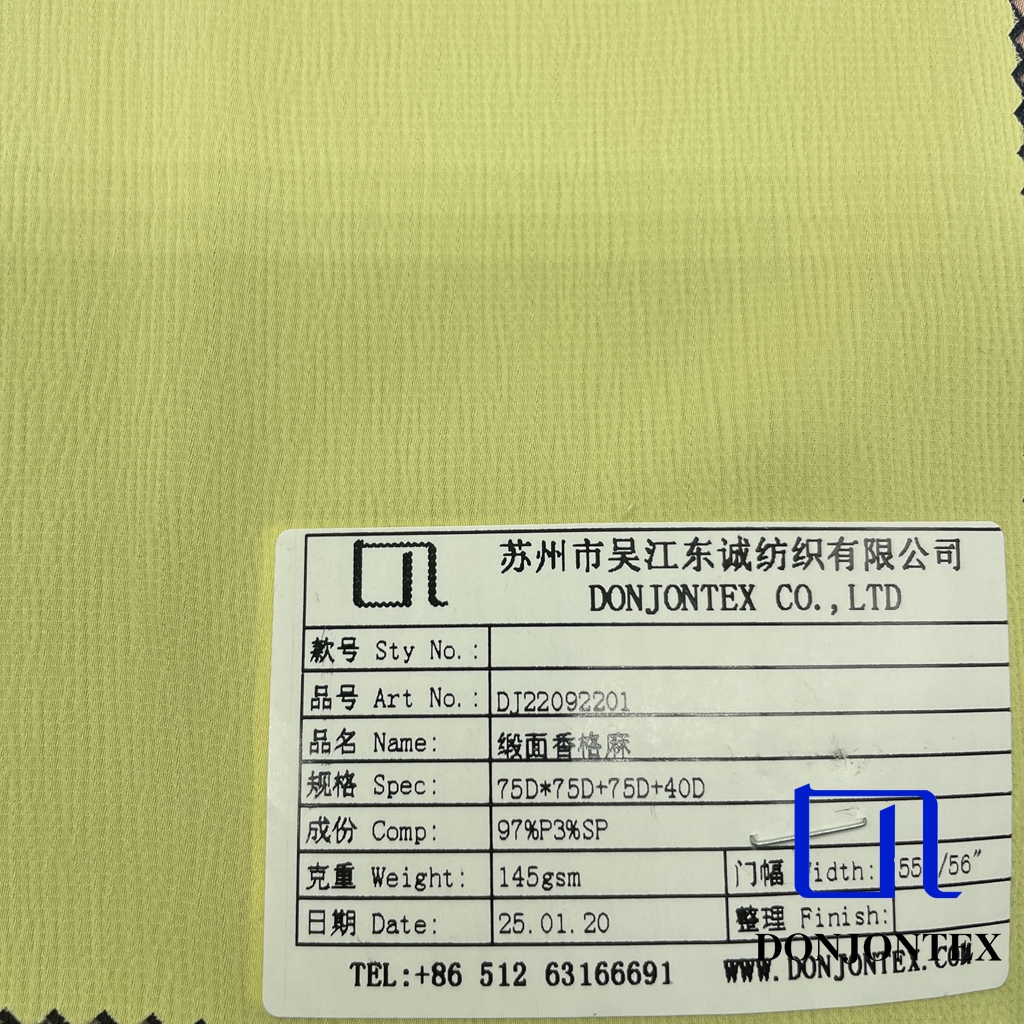 苏州市吴江东诚纺织有限公司
DONJONTEX CO.,LTD
款号 Sty No.:
品号 Art No.: DJ22092201
品名 Name: 缎面香格麻
规格 Spec: 75D*75D+75D+40D
成份 Comp: 97%P3%SP
克重 Weight: 145gsm 门幅 Width: 55"/56"
日期 Date: 25.01.20 整理 Finish:
TEL:+86 512 63166691 WWW.DONJONTEX.COM
DONJONTEX